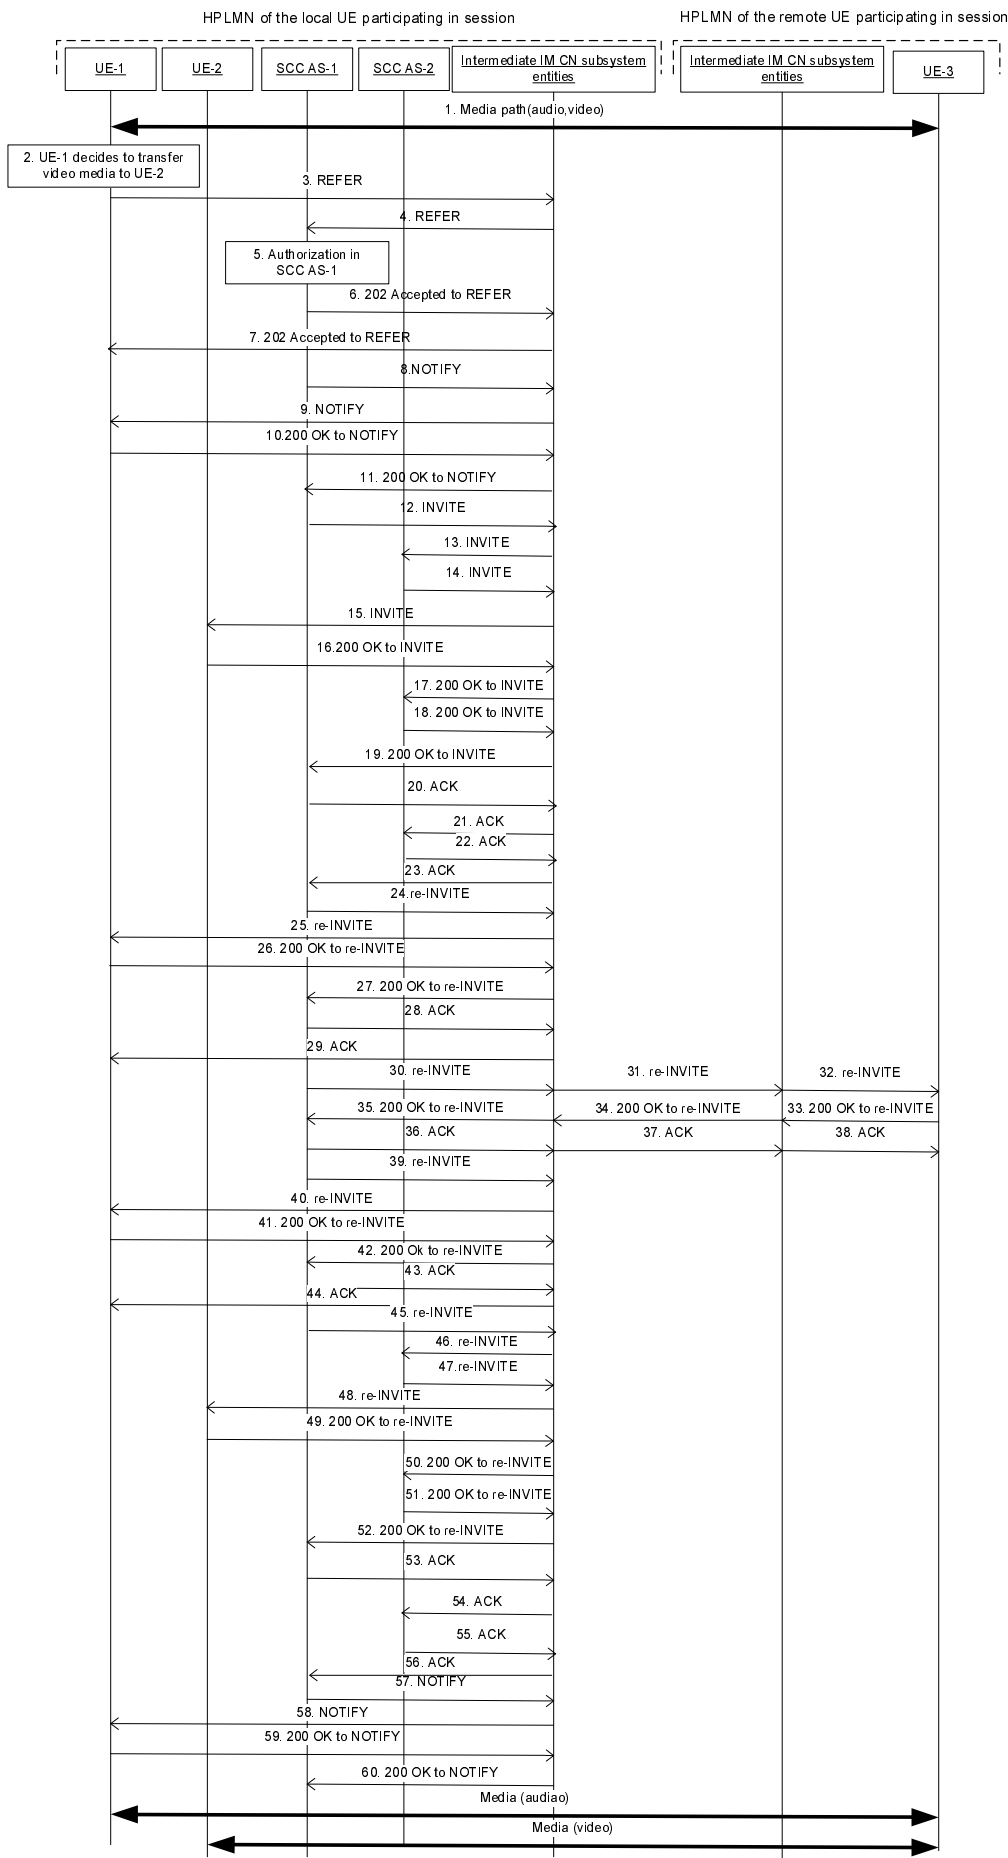 HPLMN of the local UE participating in session
HPLMN of the remote UE participating in session
UE-1
UE-2
SCC AS-1
SCC AS-2
Intermediate IM CN subsystem
entities
Intermediate IM CN subsystem
entities
UE-3
1. Media path(audio,video)
2. UE-1 decides to transfer
video media to UE-2
3. REFER
4. REFER
5. Authorization in
SCC AS-1
6. 202 Accepted to REFER
7. 202 Accepted to REFER
8.NOTIFY
9. NOTIFY
10.200 OK to NOTIFY
11. 200 OK to NOTIFY
12. INVITE
13. INVITE
14. INVITE
15. INVITE
16.200 OK to INVITE
17. 200 OK to INVITE
18. 200 OK to INVITE
19. 200 OK to INVITE
20. ACK
21. ACK
22. ACK
23. ACK
24.re-INVITE
25. re-INVITE
26. 200 OK to re-INVITE
27. 200 OK to re-INVITE
28. ACK
29. ACK
30. re-INVITE
31. re-INVITE
32. re-INVITE
35. 200 OK to re-INVITE
34. 200 OK to re-INVITE
33. 200 OK to re-INVITE
36. ACK
37. ACK
38. ACK
39. re-INVITE
40. re-INVITE
41. 200 OK to re-INVITE
42. 200 Ok to re-INVITE
43. ACK
44. ACK
45. re-INVITE
46. re-INVITE
47.re-INVITE
48. re-INVITE
49. 200 OK to re-INVITE
50. 200 OK to re-INVITE
51. 200 OK to re-INVITE
52. 200 OK to re-INVITE
53. ACK
54. ACK
55. ACK
56. ACK
57. NOTIFY
58. NOTIFY
59. 200 OK to NOTIFY
60. 200 OK to NOTIFY
Media (audiao)
Media (video)